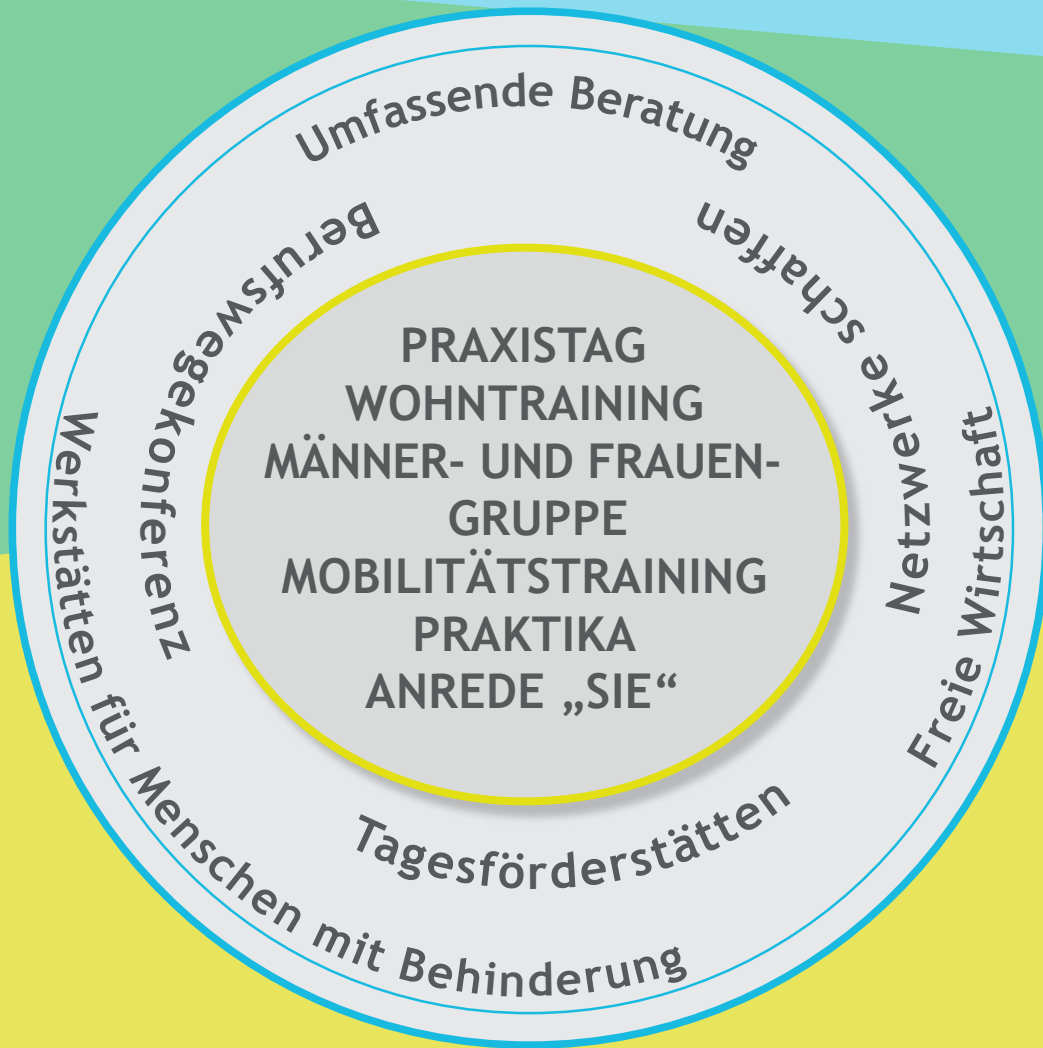 Umfassende Beratung
Berufswegekonferenz
Netzwerke schaffen
PRAXISTAG
WOHNTRAINING
MÄNNER- UND FRAUEN-
GRUPPE
MOBILITÄTSTRAINING
PRAKTIKA
ANREDE „SIE“
Freie Wirtschaft
Tagesförderstätten
Werkstätten für Menschen mit Behinderung